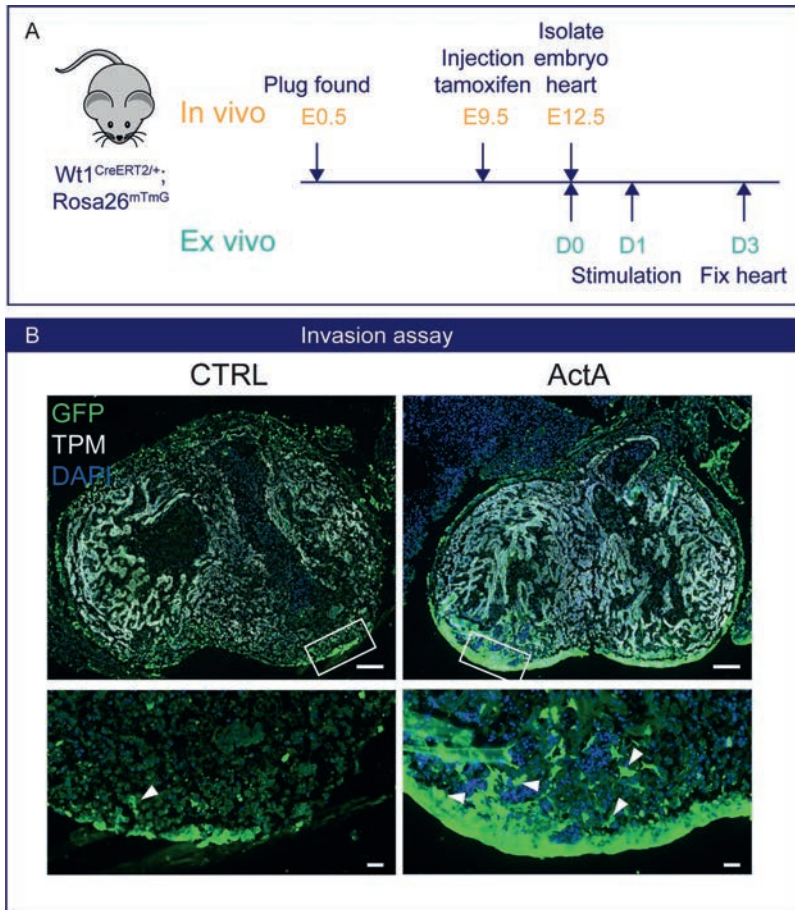 A
Isolate
Injection embryo
Plug found tamoxifen heart
In vivo E0.5 E9.5 E12.5
Wt1CreERT2/+;
Rosa26mTmG
Ex vivo D0 D1 D3
Stimulation Fix heart
B Invasion assay
CTRL ActA
GFP
TPM
DAPI